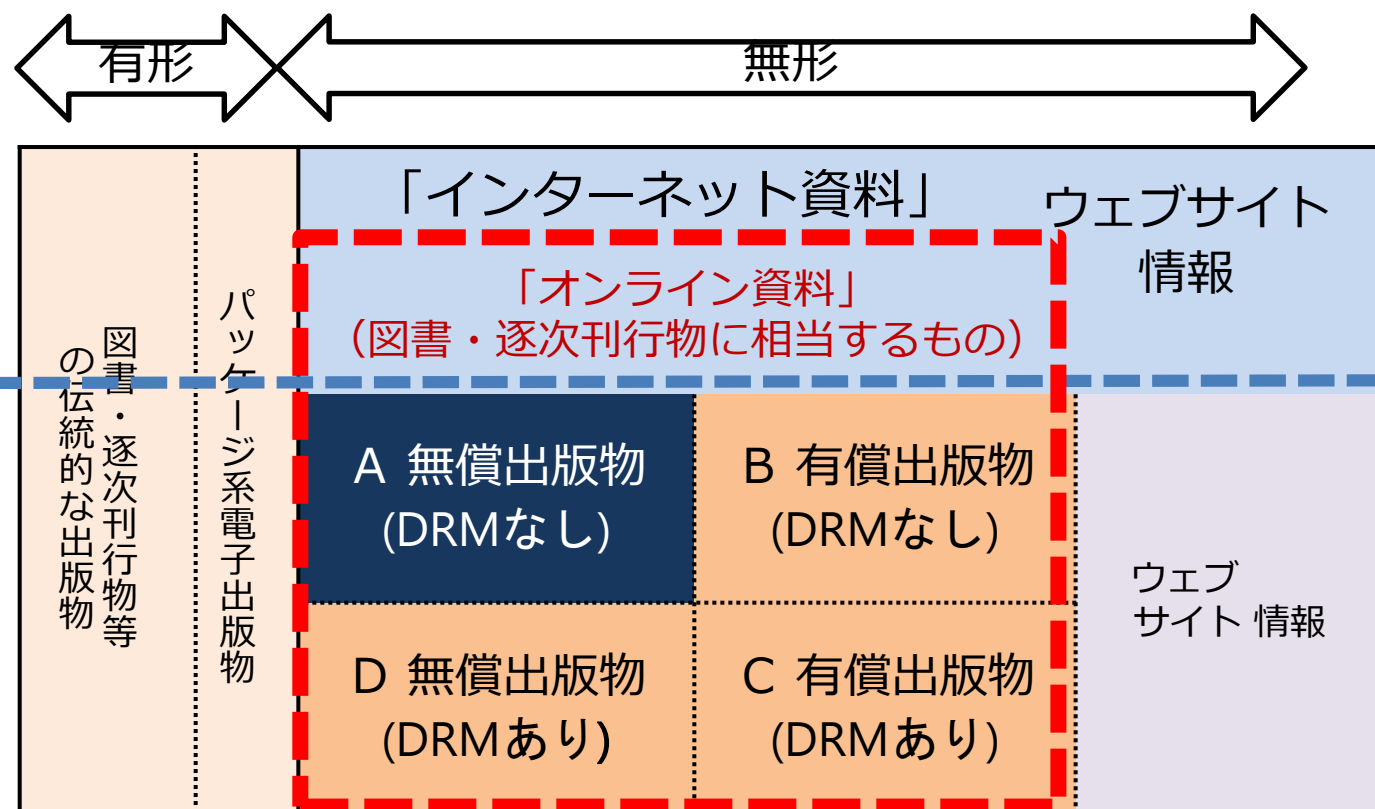 有形
無形
「インターネット資料」
ウェブサイト
情報
「オンライン資料」
（図書・逐次刊行物に相当するもの）
図書・逐次刊行物等
の伝統的な出版物
パッケージ系電子出版物
A 無償出版物
(DRMなし)
B 有償出版物
(DRMなし)
ウェブ
サイト 情報
D 無償出版物
(DRMあり)
C 有償出版物
(DRMあり)